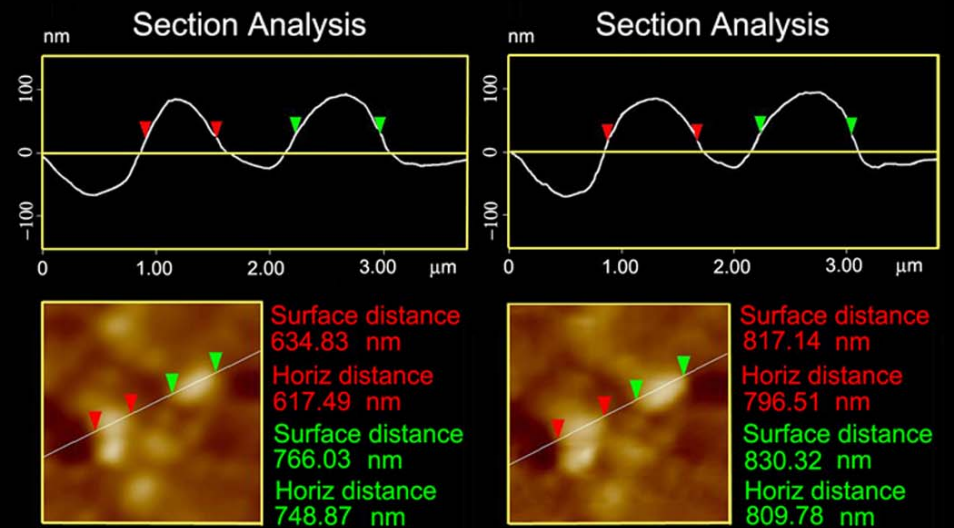 Section Analysis
nm
100
0
-100
0 1.00 2.00 3.00 μm
Surface distance
634.83 nm
Horiz distance
617.49 nm
Surface distance
766.03 nm
Horiz distance
748.87 nm
Section Analysis
nm
100
0
-100
0 1.00 2.00 3.00 μm
Surface distance
817.14 nm
Horiz distance
796.51 nm
Surface distance
830.32 nm
Horiz distance
809.78 nm